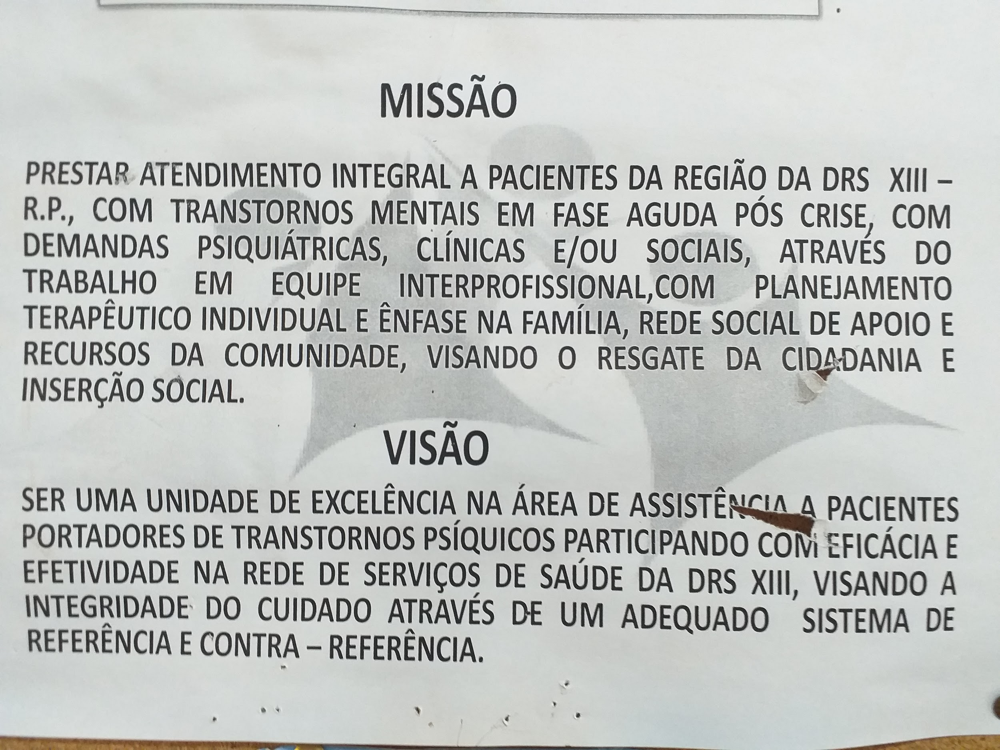 MISSÃO
PRESTAR ATENDIMENTO INTEGRAL A PACIENTES DA REGIÃO DA DRS XIII –
R.P., COM TRANSTORNOS MENTAIS EM FASE AGUDA PÓS CRISE, COM
DEMANDAS PSIQUIÁTRICAS, CLÍNICAS E/OU SOCIAIS, ATRAVÉS DO
TRABALHO EM EQUIPE INTERPROFISSIONAL,COM PLANEJAMENTO
TERAPÊUTICO INDIVIDUAL E ÊNFASE NA FAMÍLIA, REDE SOCIAL DE APOIO E
RECURSOS DA COMUNIDADE, VISANDO O RESGATE DA CIDADANIA E
INSERÇÃO SOCIAL.
VISÃO
SER UMA UNIDADE DE EXCELÊNCIA NA ÁREA DE ASSISTÊNCIA A PACIENTES
PORTADORES DE TRANSTORNOS PSÍQUICOS PARTICIPANDO COM EFICÁCIA E
EFETIVIDADE NA REDE DE SERVIÇOS DE SAÚDE DA DRS XIII, VISANDO A
INTEGRIDADE DO CUIDADO ATRAVÉS DE UM ADEQUADO SISTEMA DE
REFERÊNCIA E CONTRA – REFERÊNCIA.